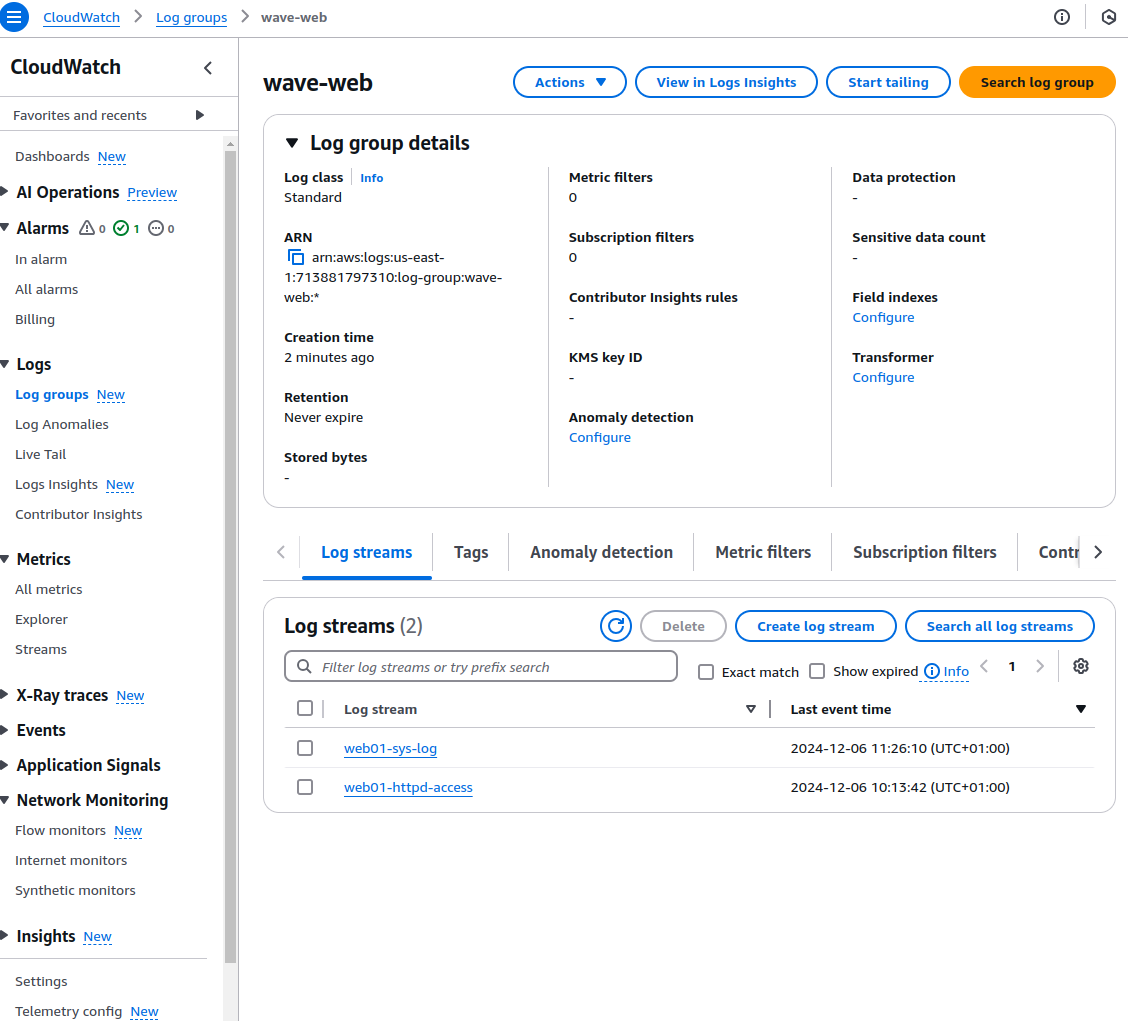 CloudWatch > Log groups > wave-web
CloudWatch
Favorites and recents
Dashboards New
AI Operations Preview
Alarms 0 1 0
In alarm
All alarms
Billing
Logs
Log groups New
Log Anomalies
Live Tail
Logs Insights New
Contributor Insights
Metrics
All metrics
Explorer
Streams
X-Ray traces New
Events
Application Signals
Network Monitoring
Flow monitors New
Internet monitors
Synthetic monitors
Insights New
Settings
Telemetry config New
wave-web
Actions
View in Logs Insights
Start tailing
Search log group
Log group details
Log class Info
Standard
ARN
arn:aws:logs:us-east-
1:713881797310:log-group:wave-
web:*
Creation time
2 minutes ago
Retention
Never expire
Stored bytes
-
Metric filters
0
Subscription filters
0
Contributor Insights rules
-
KMS key ID
-
Anomaly detection
Configure
Data protection
-
Sensitive data count
-
Field indexes
Configure
Transformer
Configure
Log streams
Tags
Anomaly detection
Metric filters
Subscription filters
Contr
Log streams (2)
Delete
Create log stream
Search all log streams
Filter log streams or try prefix search
Exact match
Show expired Info
1
Log stream
Last event time
web01-sys-log 2024-12-06 11:26:10 (UTC+01:00)
web01-httpd-access 2024-12-06 10:13:42 (UTC+01:00)